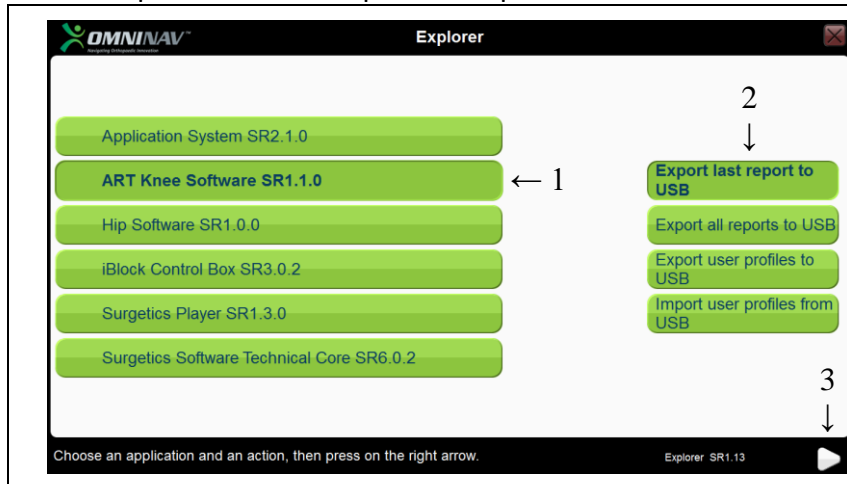 OMNINAV™
Navigating Orthopaedic Innovation
Explorer
2
↓
Application System SR2.1.0
ART Knee Software SR1.1.0
← 1
Export last report to
USB
Hip Software SR1.0.0
Export all reports to USB
iBlock Control Box SR3.0.2
Export user profiles to
USB
Surgetics Player SR1.3.0
Import user profiles from
USB
Surgetics Software Technical Core SR6.0.2
3
↓
Choose an application and an action, then press on the right arrow.
Explorer SR1.13